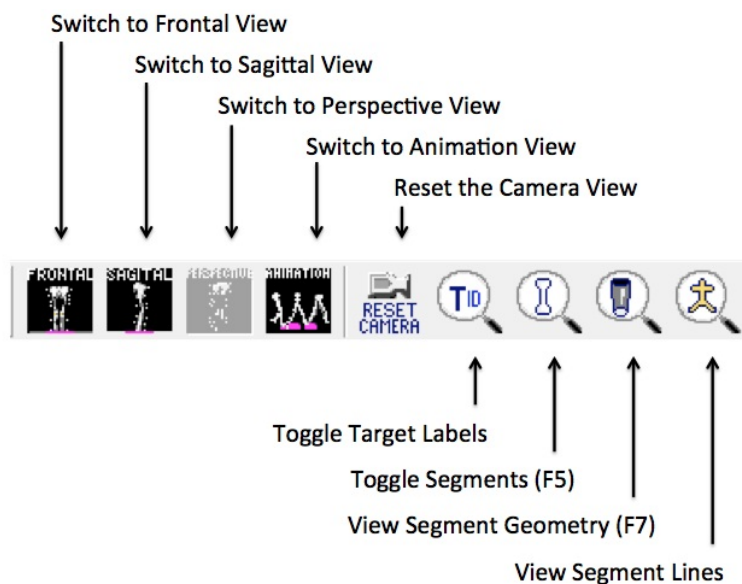 Switch to Frontal View
Switch to Sagittal View
Switch to Perspective View
Switch to Animation View
Reset the Camera View
FRONTAL
SAGITAL
PERSPECTIVE
ANIMATION
RESET
CAMERA
TID
Toggle Target Labels
Toggle Segments (F5)
View Segment Geometry (F7)
View Segment Lines